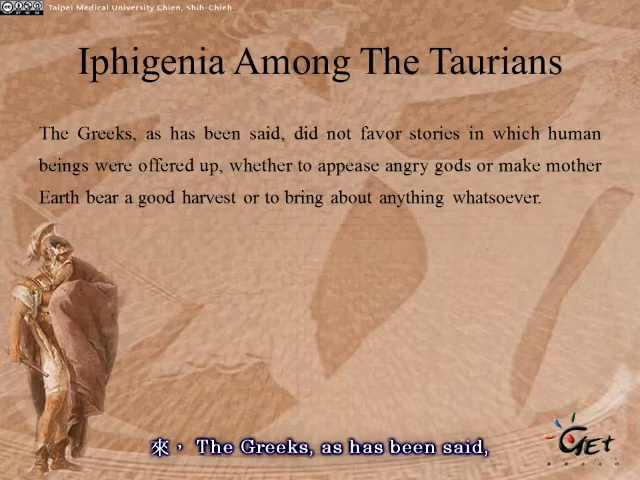 Taipei Medical University Chien, Shih-Chieh
Iphigenia Among The Taurians
The Greeks, as has been said, did not favor stories in which human
beings were offered up, whether to appease angry gods or make mother
Earth bear a good harvest or to bring about anything whatsoever.
GET
來， The Greeks, as has been said,